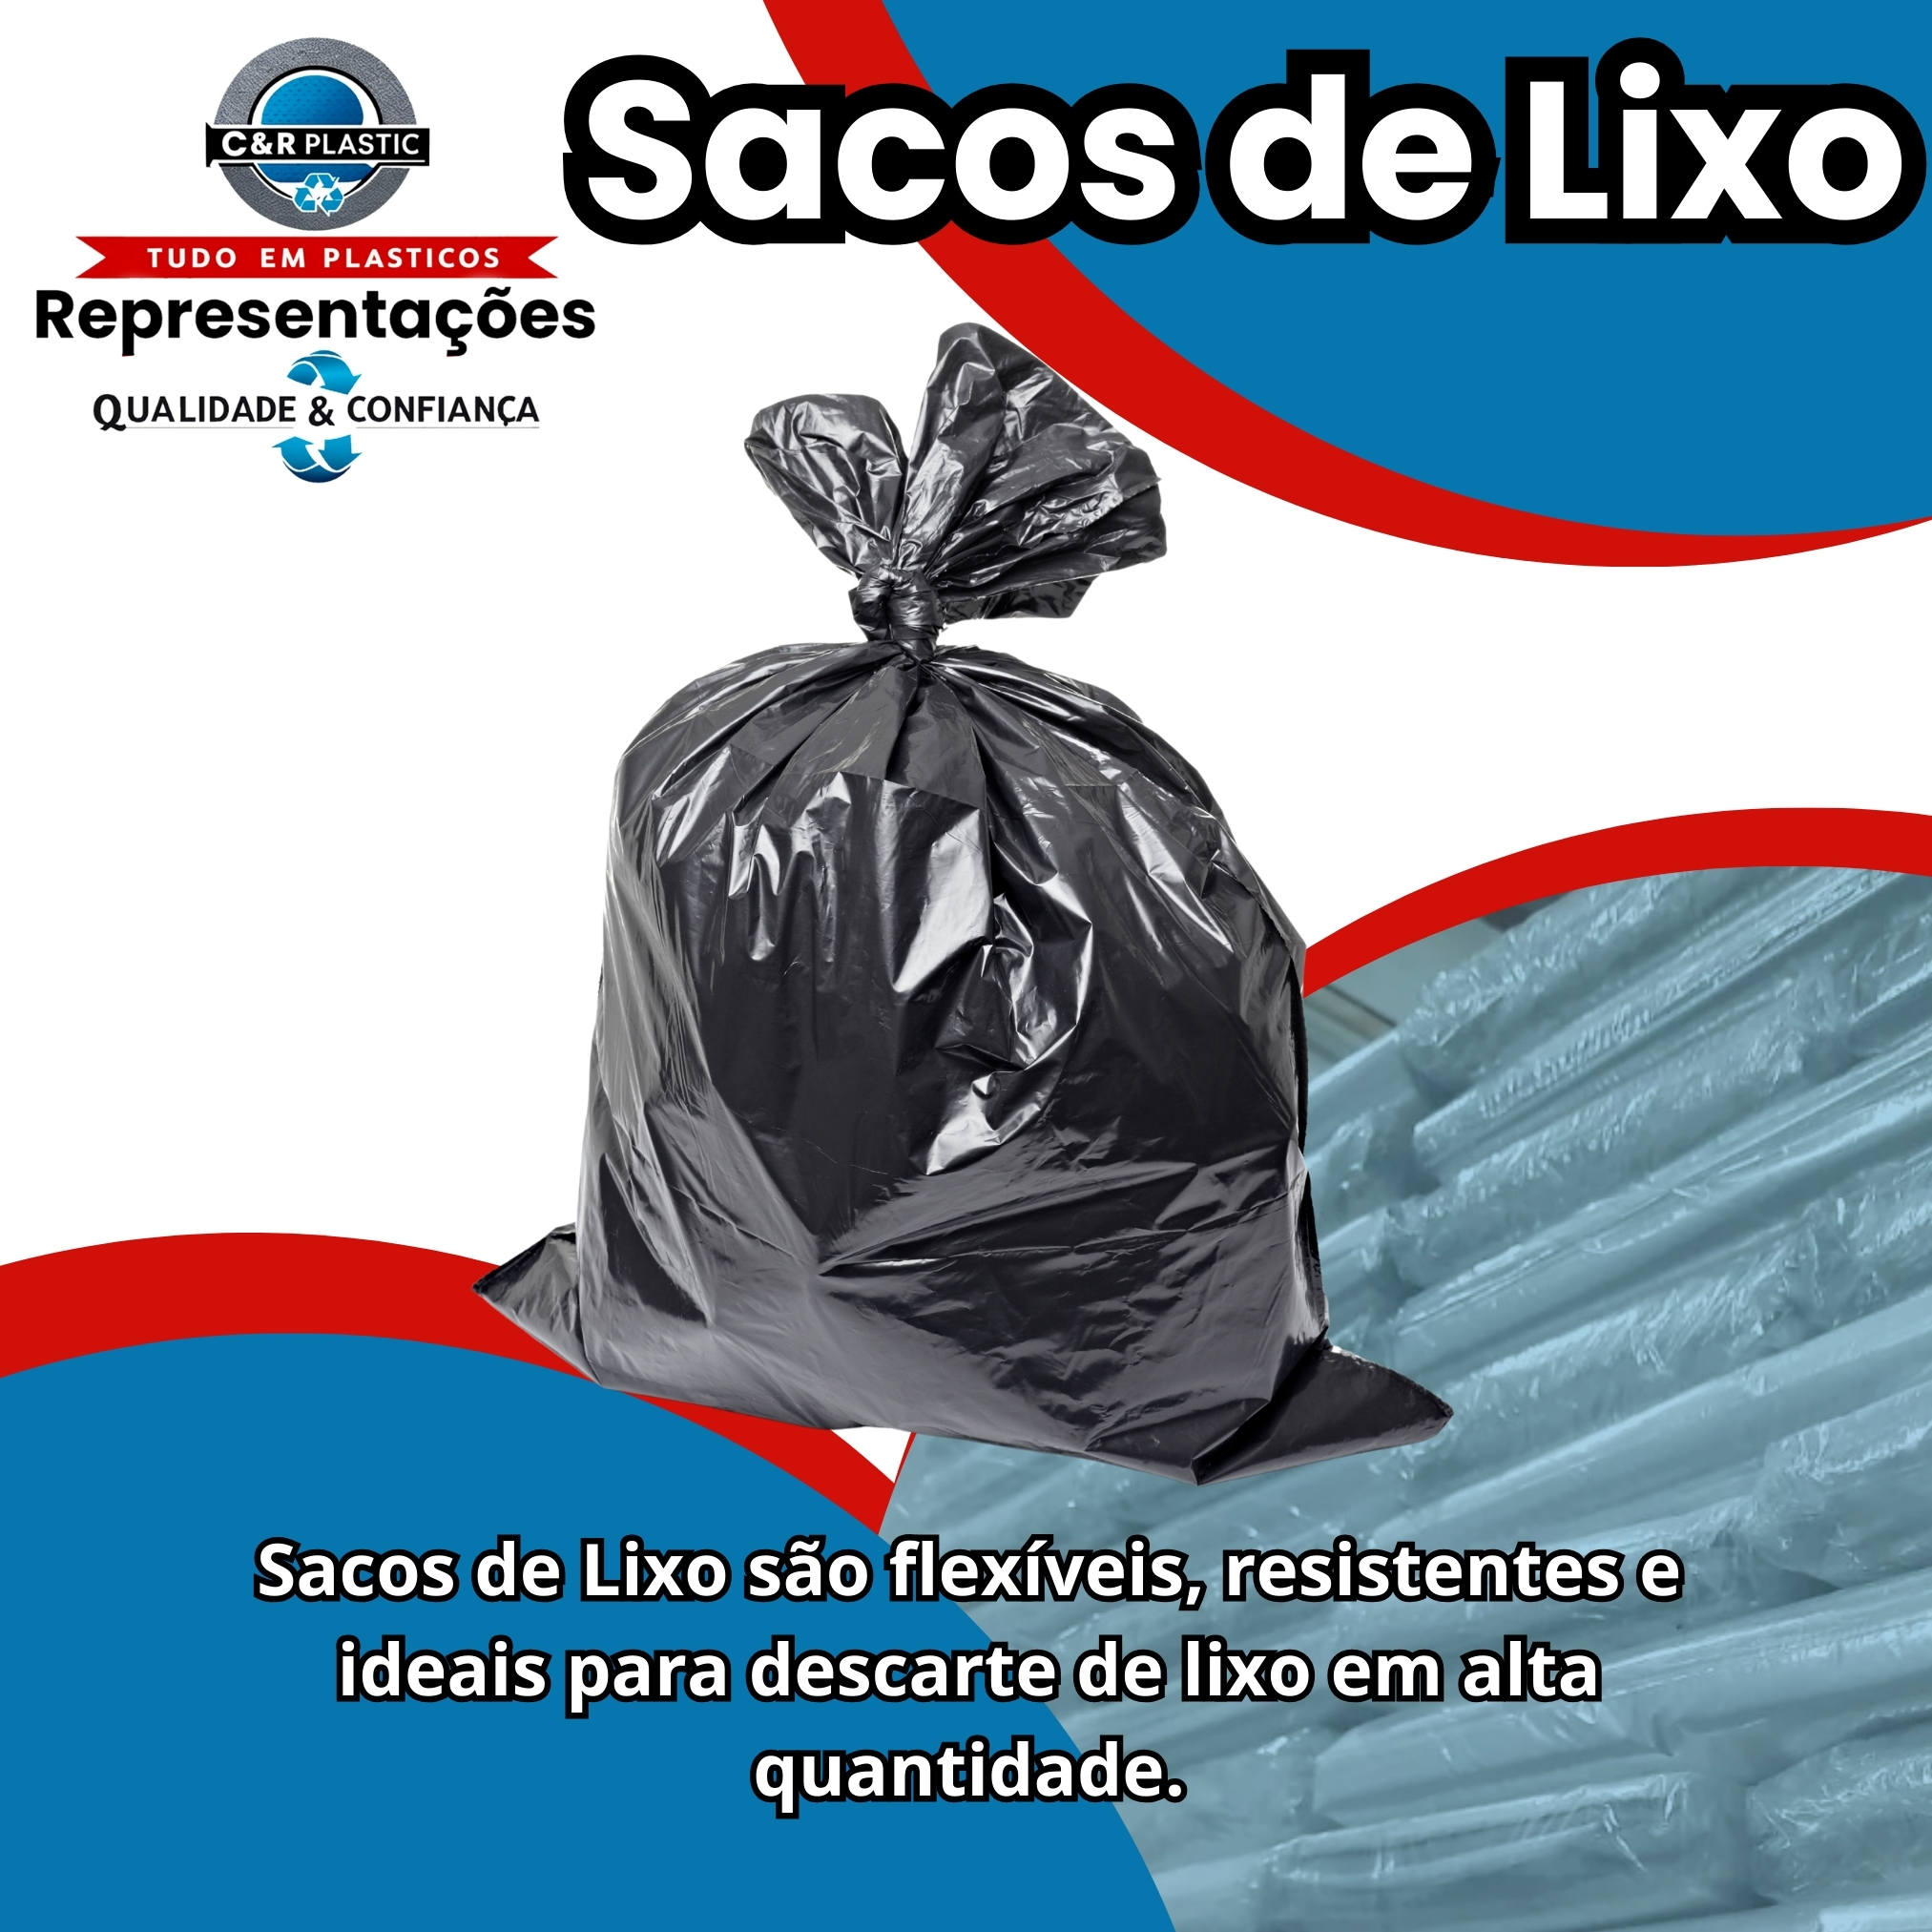 C&R PLASTIC
TUDO EM PLASTICOS
Representações
QUALIDADE & CONFIANÇA
Sacos de Lixo
Sacos de Lixo são flexíveis, resistentes e
ideais para descarte de lixo em alta
quantidade.